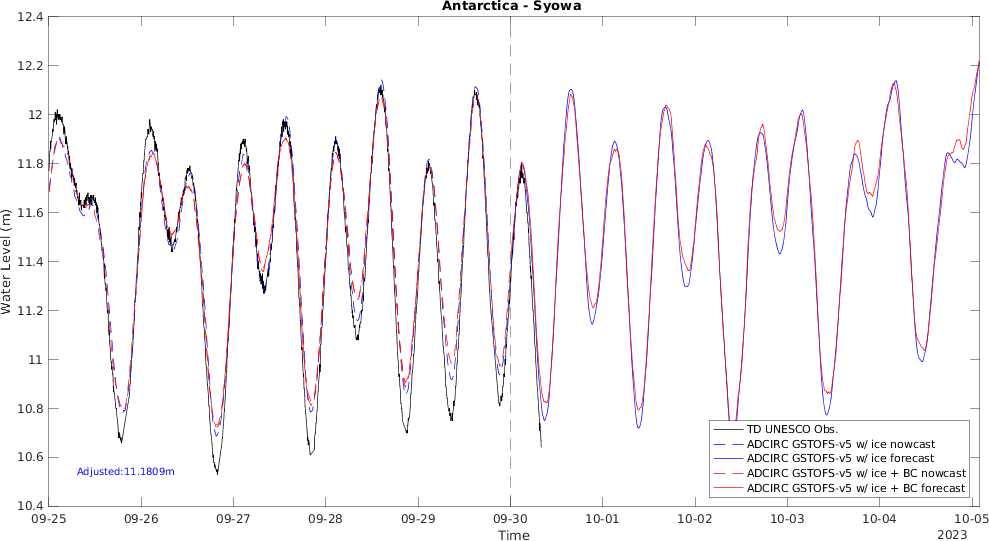 Antarctica - Syowa
12.4
12.2
12
11.8
11.6
11.4
11.2
11
10.8
10.6
10.4
Water Level (m)
Adjusted:11.1809m
TD UNESCO Obs.
ADCIRC GSTOFS-v5 w/ ice nowcast
ADCIRC GSTOFS-v5 w/ ice forecast
ADCIRC GSTOFS-v5 w/ ice + BC nowcast
ADCIRC GSTOFS-v5 w/ ice + BC forecast
09-25 09-26 09-27 09-28 09-29 09-30 10-01 10-02 10-03 10-04 10-05
Time
2023